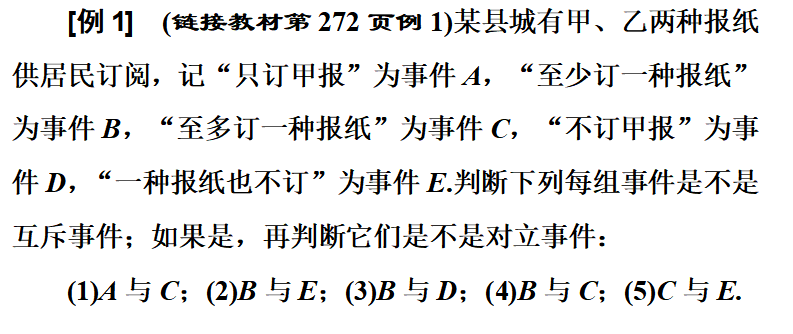 [例 1] (链接教材第 272 页例 1)某县城有甲、乙两种报纸
供居民订阅，记“只订甲报”为事件 A，“至少订一种报纸”
为事件 B，“至多订一种报纸”为事件 C，“不订甲报”为事
件 D，“一种报纸也不订”为事件 E.判断下列每组事件是不是
互斥事件；如果是，再判断它们是不是对立事件：
(1)A 与 C；(2)B 与 E；(3)B 与 D；(4)B 与 C；(5)C 与 E.